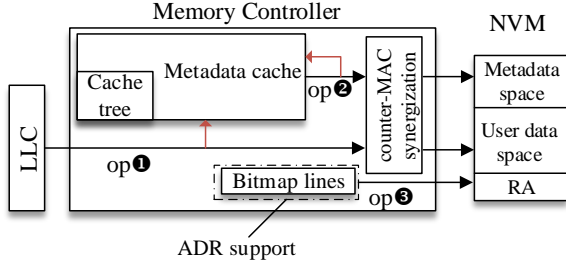 Memory Controller
NVM
Metadata cache
Cache
tree
op❷
counter-MAC
synergization
Metadata
space
User data
space
LLC
op❶
Bitmap lines
op❸
RA
ADR support